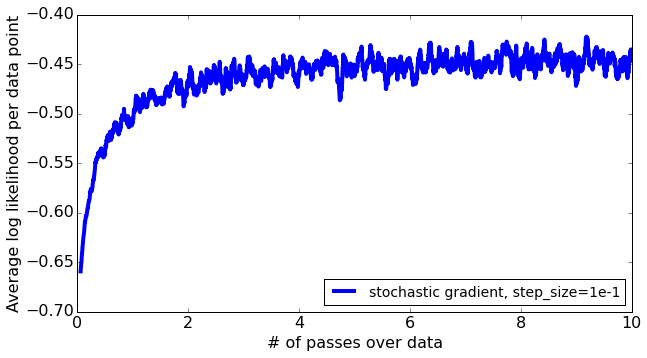 −0.40
−0.45
−0.50
−0.55
−0.60
−0.65
−0.70
Average log likelihood per data point
stochastic gradient, step_size=1e-1
0 2 4 6 8 10
# of passes over data